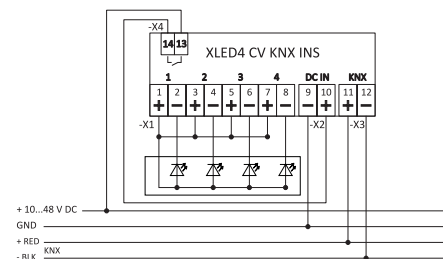 -X4
14 13
XLED4 CV KNX INS
1 2 3 4 DC IN KNX
1 2 3 4 5 6 7 8 9 10 11 12
+ − + − + − + − − + + −
-X1 -X2 -X3
+ 10...48 V DC
GND
+ RED
KNX
- BLK